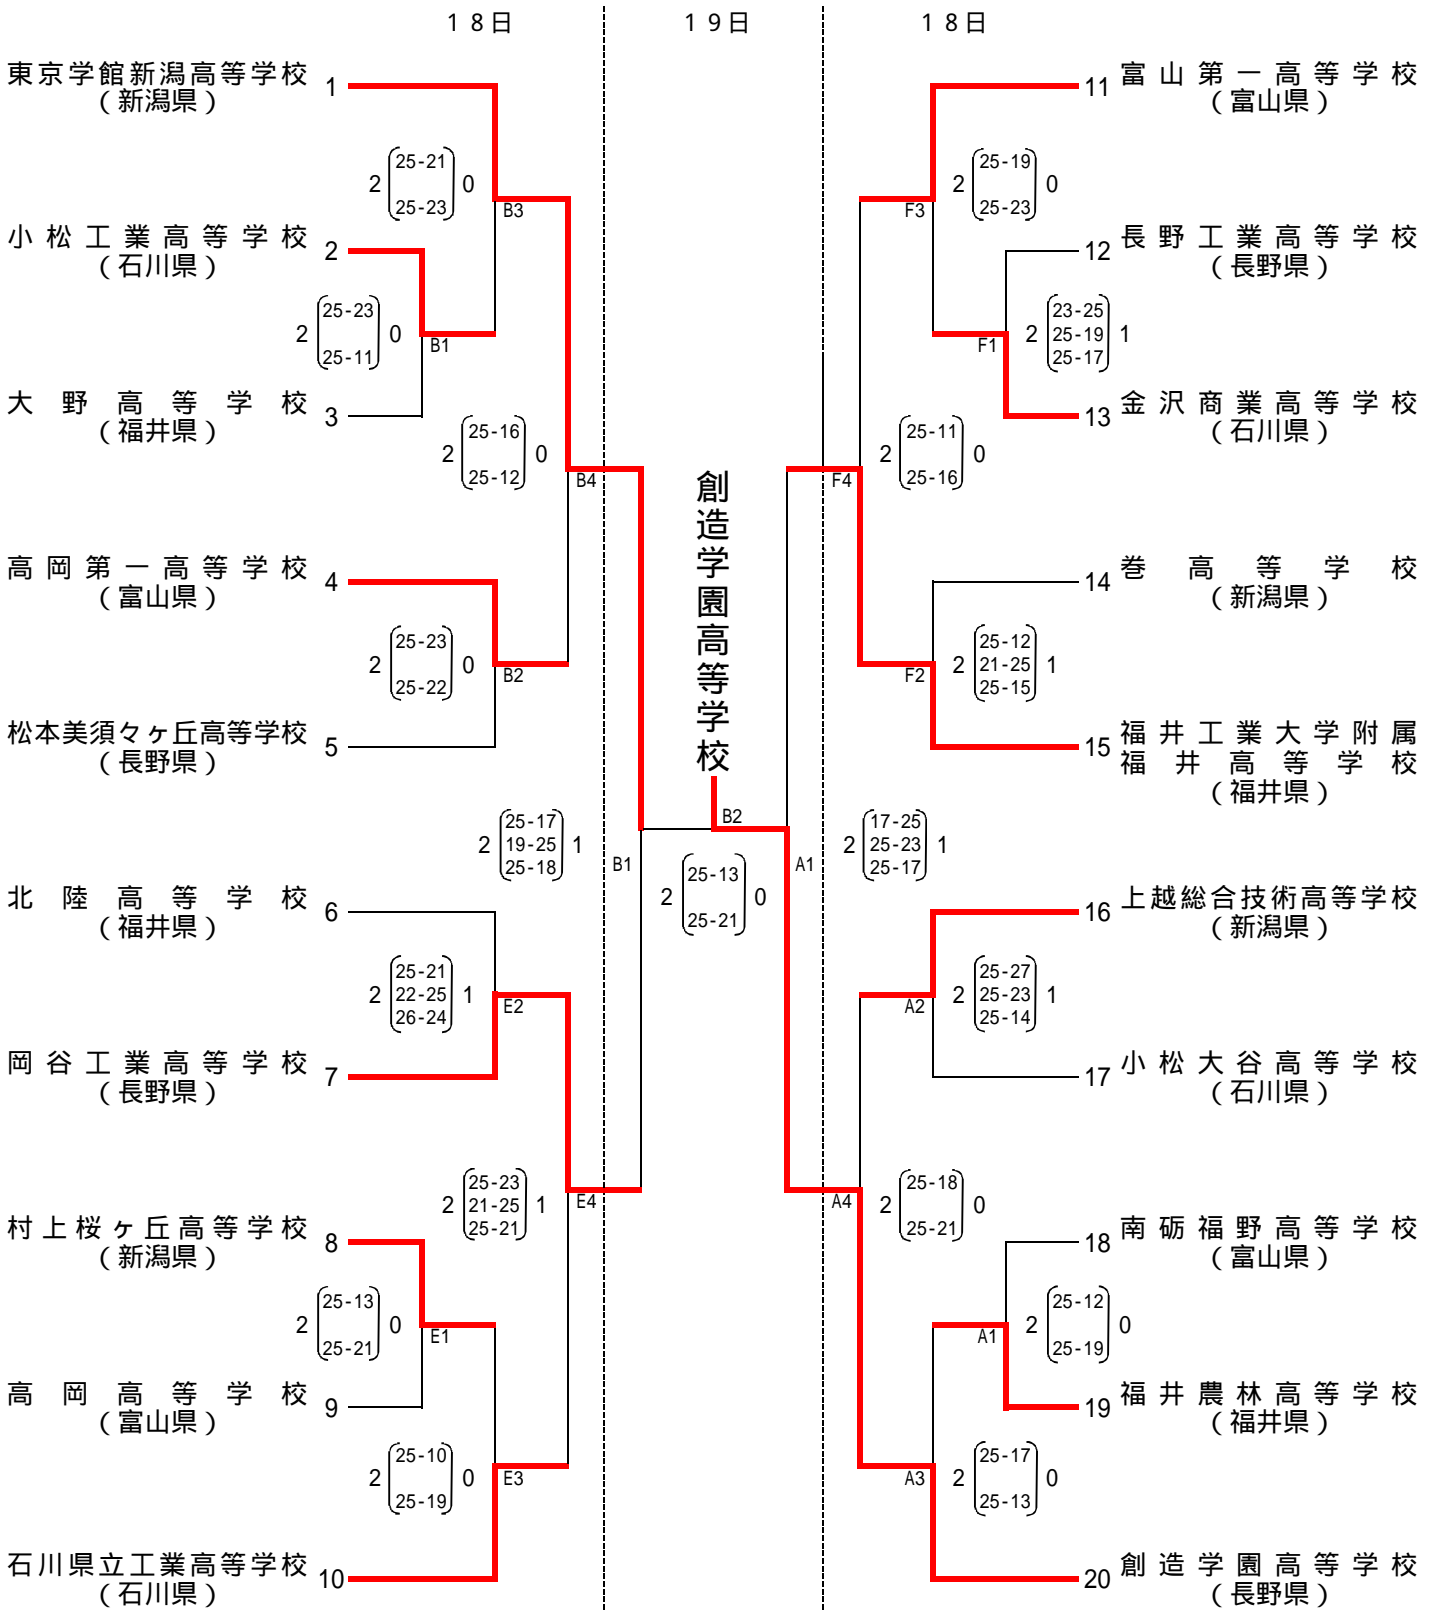 18日
19日
18日
東京学館新潟高等学校
(新潟県)
1
2
25-21
25-23
0
B3
小松工業高等学校
(石川県)
2
2
25-23
25-11
0
B1
大野高等学校
(福井県)
3
2
25-16
25-12
0
B4
高岡第一高等学校
(富山県)
4
2
25-23
25-22
0
B2
松本美須々ヶ丘高等学校
(長野県)
5
2
25-17
19-25
25-18
1
B1
北陸高等学校
(福井県)
6
2
25-21
22-25
26-24
1
E2
岡谷工業高等学校
(長野県)
7
2
25-23
21-25
25-21
1
E4
村上桜ヶ丘高等学校
(新潟県)
8
2
25-13
25-21
0
E1
高岡高等学校
(富山県)
9
2
25-10
25-19
0
E3
石川県立工業高等学校
(石川県)
10
創造学園高等学校
B2
2
25-13
25-21
0
11
富山第一高等学校
(富山県)
F3
2
25-19
25-23
0
12
長野工業高等学校
(長野県)
F1
2
23-25
25-19
25-17
1
13
金沢商業高等学校
(石川県)
F4
2
25-11
25-16
0
14
巻高等学校
(新潟県)
F2
2
25-12
21-25
25-15
1
15
福井工業大学附属
福井高等学校
(福井県)
A1
2
17-25
25-23
25-17
1
16
上越総合技術高等学校
(新潟県)
A2
2
25-27
25-23
25-14
1
17
小松大谷高等学校
(石川県)
A4
2
25-18
25-21
0
18
南砺福野高等学校
(富山県)
A1
2
25-12
25-19
0
19
福井農林高等学校
(福井県)
A3
2
25-17
25-13
0
20
創造学園高等学校
(長野県)